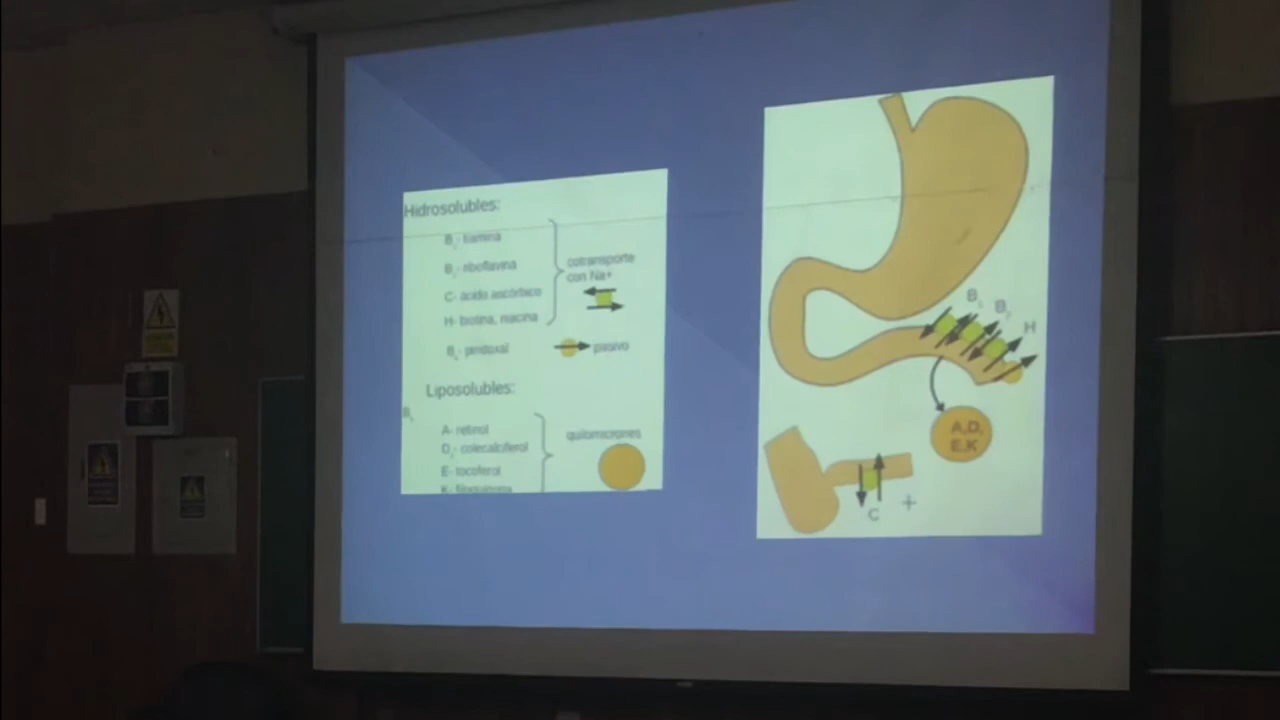 Hidrosolubles:
B₁- tiamina
B₂- riboflavina
C- ácido ascórbico
H- biotina, niacina
cotransporte
con Na+
B₆- piridoxal
pasivo
Liposolubles:
A- retinol
D₃- colecalciferol
E- tocoferol
quilomicrones
B₁
B₂
H
A,D,
E,K
C
+